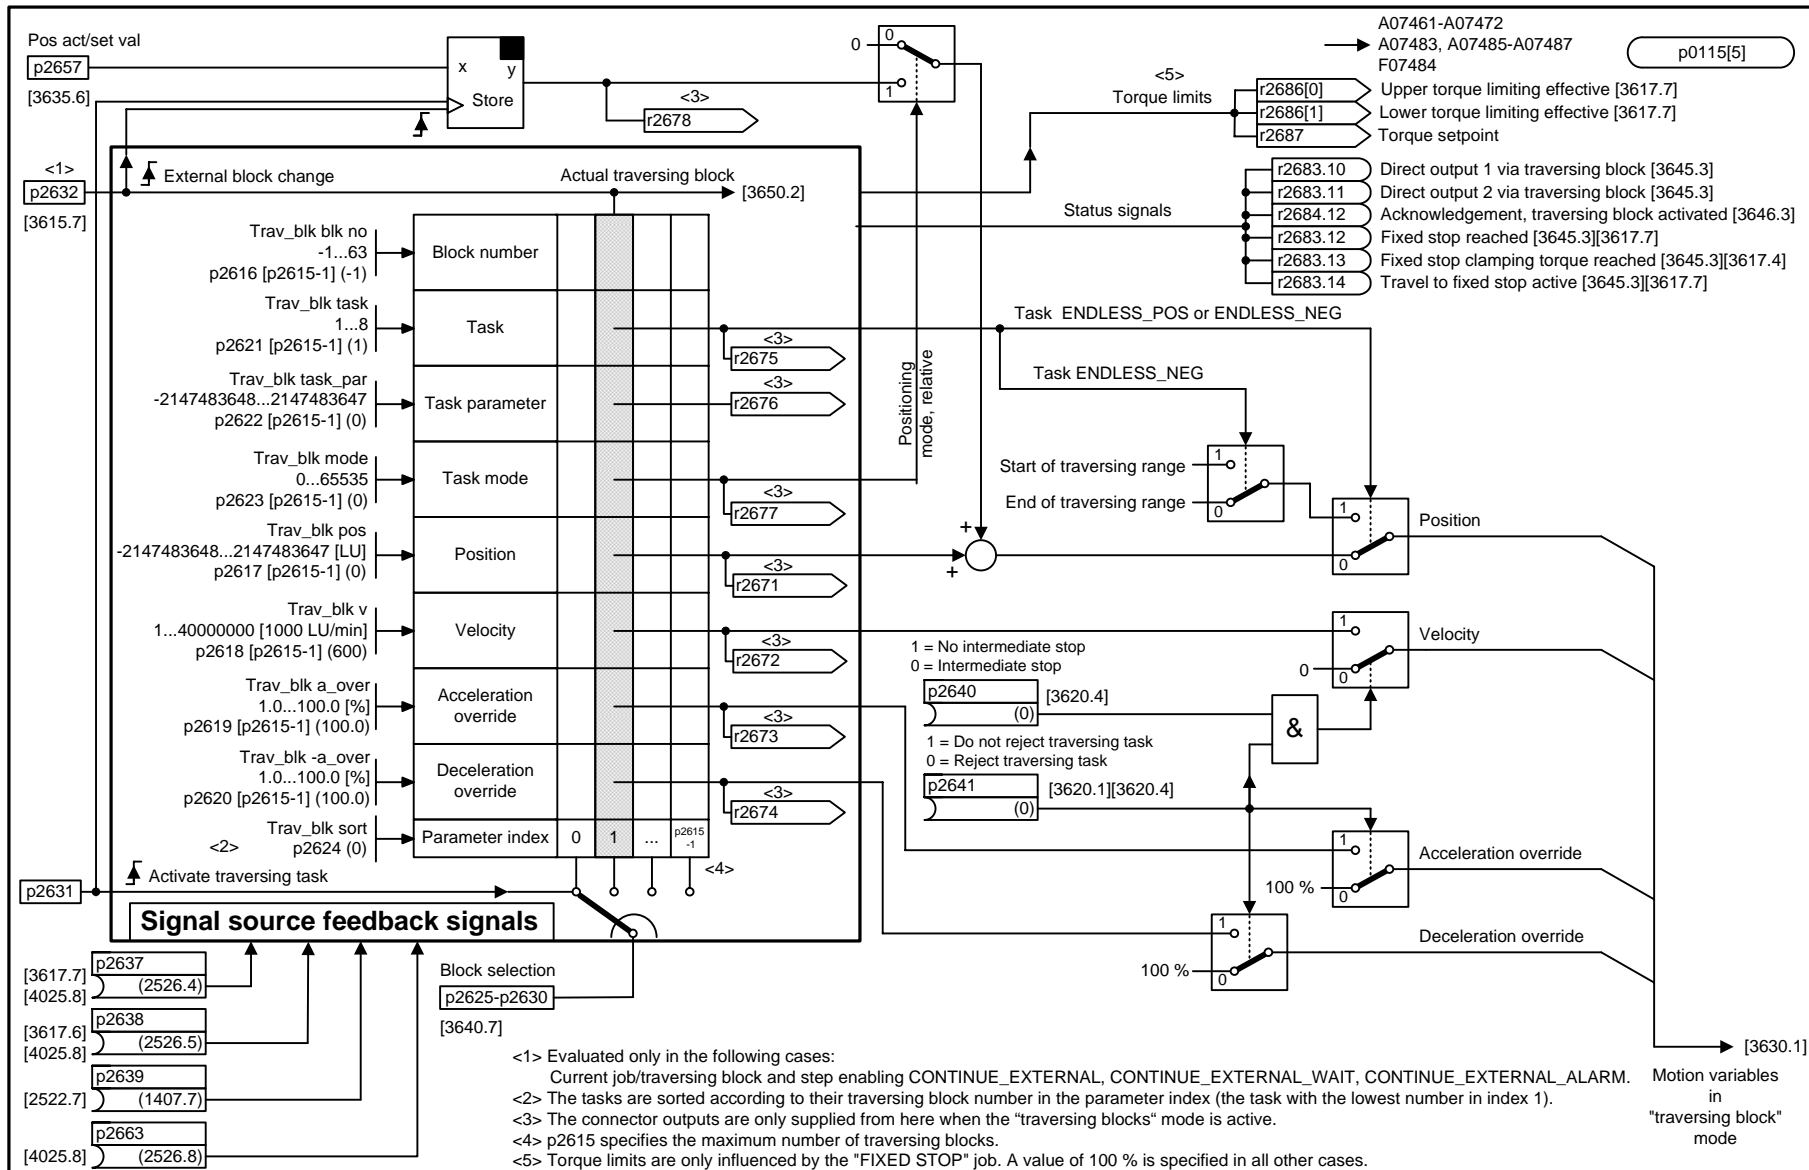 Pos act/set val
p2657
[3635.6]
x
y
Store
<3>
r2678
0
0
1
A07461-A07472
A07483, A07485-A07487
F07484
p0115[5]
<5>
Torque limits
r2686[0] Upper torque limiting effective [3617.7]
r2686[1] Lower torque limiting effective [3617.7]
r2687 Torque setpoint
<1>
p2632
[3615.7]
External block change
Actual traversing block
[3650.2]
Status signals
r2683.10 Direct output 1 via traversing block [3645.3]
r2683.11 Direct output 2 via traversing block [3645.3]
r2684.12 Acknowledgement, traversing block activated [3646.3]
r2683.12 Fixed stop reached [3645.3][3617.7]
r2683.13 Fixed stop clamping torque reached [3645.3][3617.4]
r2683.14 Travel to fixed stop active [3645.3][3617.7]
Trav_blk blk no
-1...63
p2616 [p2615-1] (-1)
Block number
Trav_blk task
1...8
p2621 [p2615-1] (1)
Task
<3>
r2675
Task ENDLESS_POS or ENDLESS_NEG
Task ENDLESS_NEG
Trav_blk task_par
-2147483648...2147483647
p2622 [p2615-1] (0)
Task parameter
<3>
r2676
Positioning
mode, relative
Trav_blk mode
0...65535
p2623 [p2615-1] (0)
Task mode
<3>
r2677
Start of traversing range
1
End of traversing range
0
Trav_blk pos
-2147483648...2147483647 [LU]
p2617 [p2615-1] (0)
Position
<3>
r2671
+
+
1
0
Position
Trav_blk v
1...40000000 [1000 LU/min]
p2618 [p2615-1] (600)
Velocity
<3>
r2672
1 = No intermediate stop
0 = Intermediate stop
p2640
(0)
[3620.4]
1
0
0
Velocity
&
Trav_blk a_over
1.0...100.0 [%]
p2619 [p2615-1] (100.0)
Acceleration
override
<3>
r2673
1 = Do not reject traversing task
0 = Reject traversing task
p2641
(0)
[3620.1][3620.4]
Trav_blk -a_over
1.0...100.0 [%]
p2620 [p2615-1] (100.0)
Deceleration
override
<3>
r2674
Trav_blk sort
<2>
p2624 (0)
Parameter index
0
1
...
p2615
-1
<4>
1
100 %
0
Acceleration override
p2631
Activate traversing task
Signal source feedback signals
1
100 %
0
Deceleration override
[3617.7]
[4025.8]
p2637
(2526.4)
[3617.6]
[4025.8]
p2638
(2526.5)
[2522.7]
p2639
(1407.7)
[4025.8]
p2663
(2526.8)
Block selection
p2625-p2630
[3640.7]
[3630.1]
Motion variables
in
"traversing block"
mode
<1> Evaluated only in the following cases:
Current job/traversing block and step enabling CONTINUE_EXTERNAL, CONTINUE_EXTERNAL_WAIT, CONTINUE_EXTERNAL_ALARM.
<2> The tasks are sorted according to their traversing block number in the parameter index (the task with the lowest number in index 1).
<3> The connector outputs are only supplied from here when the “traversing blocks“ mode is active.
<4> p2615 specifies the maximum number of traversing blocks.
<5> Torque limits are only influenced by the "FIXED STOP" job. A value of 100 % is specified in all other cases.